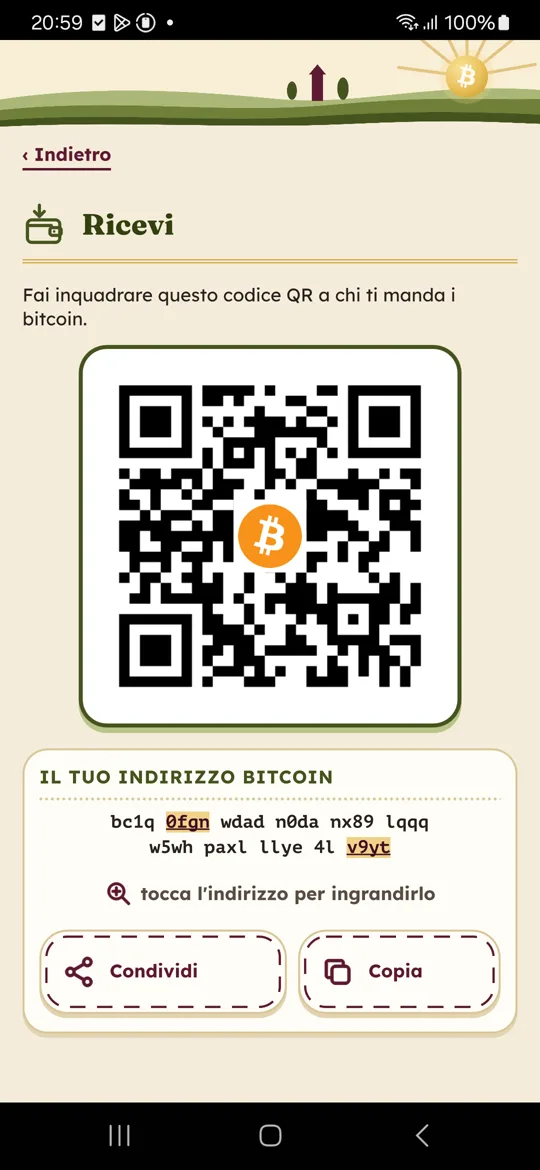 20:59
100%
‹ Indietro
Ricevi
Fai inquadrare questo codice QR a chi ti manda i
bitcoin.
IL TUO INDIRIZZO BITCOIN
bc1q 0fgn wdad n0da nx89 lqqq
w5wh paxl llye 4l v9yt
tocca l'indirizzo per ingrandirlo
Condividi
Copia